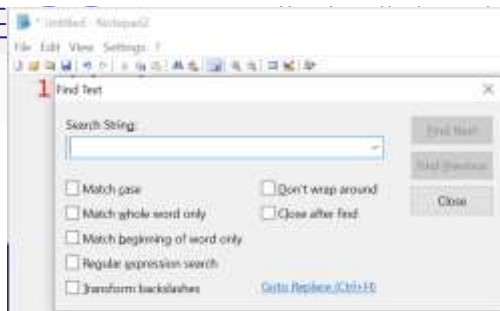 * Untitled - Notepad2
File Edit View Settings ?
1
Find Text
Search String:
Find Next
Find Previous
Match case
Don't wrap around
Close
Match whole word only
Close after find
Match beginning of word only
Regular expression search
Transform backslashes
Goto Replace (Ctrl+H)